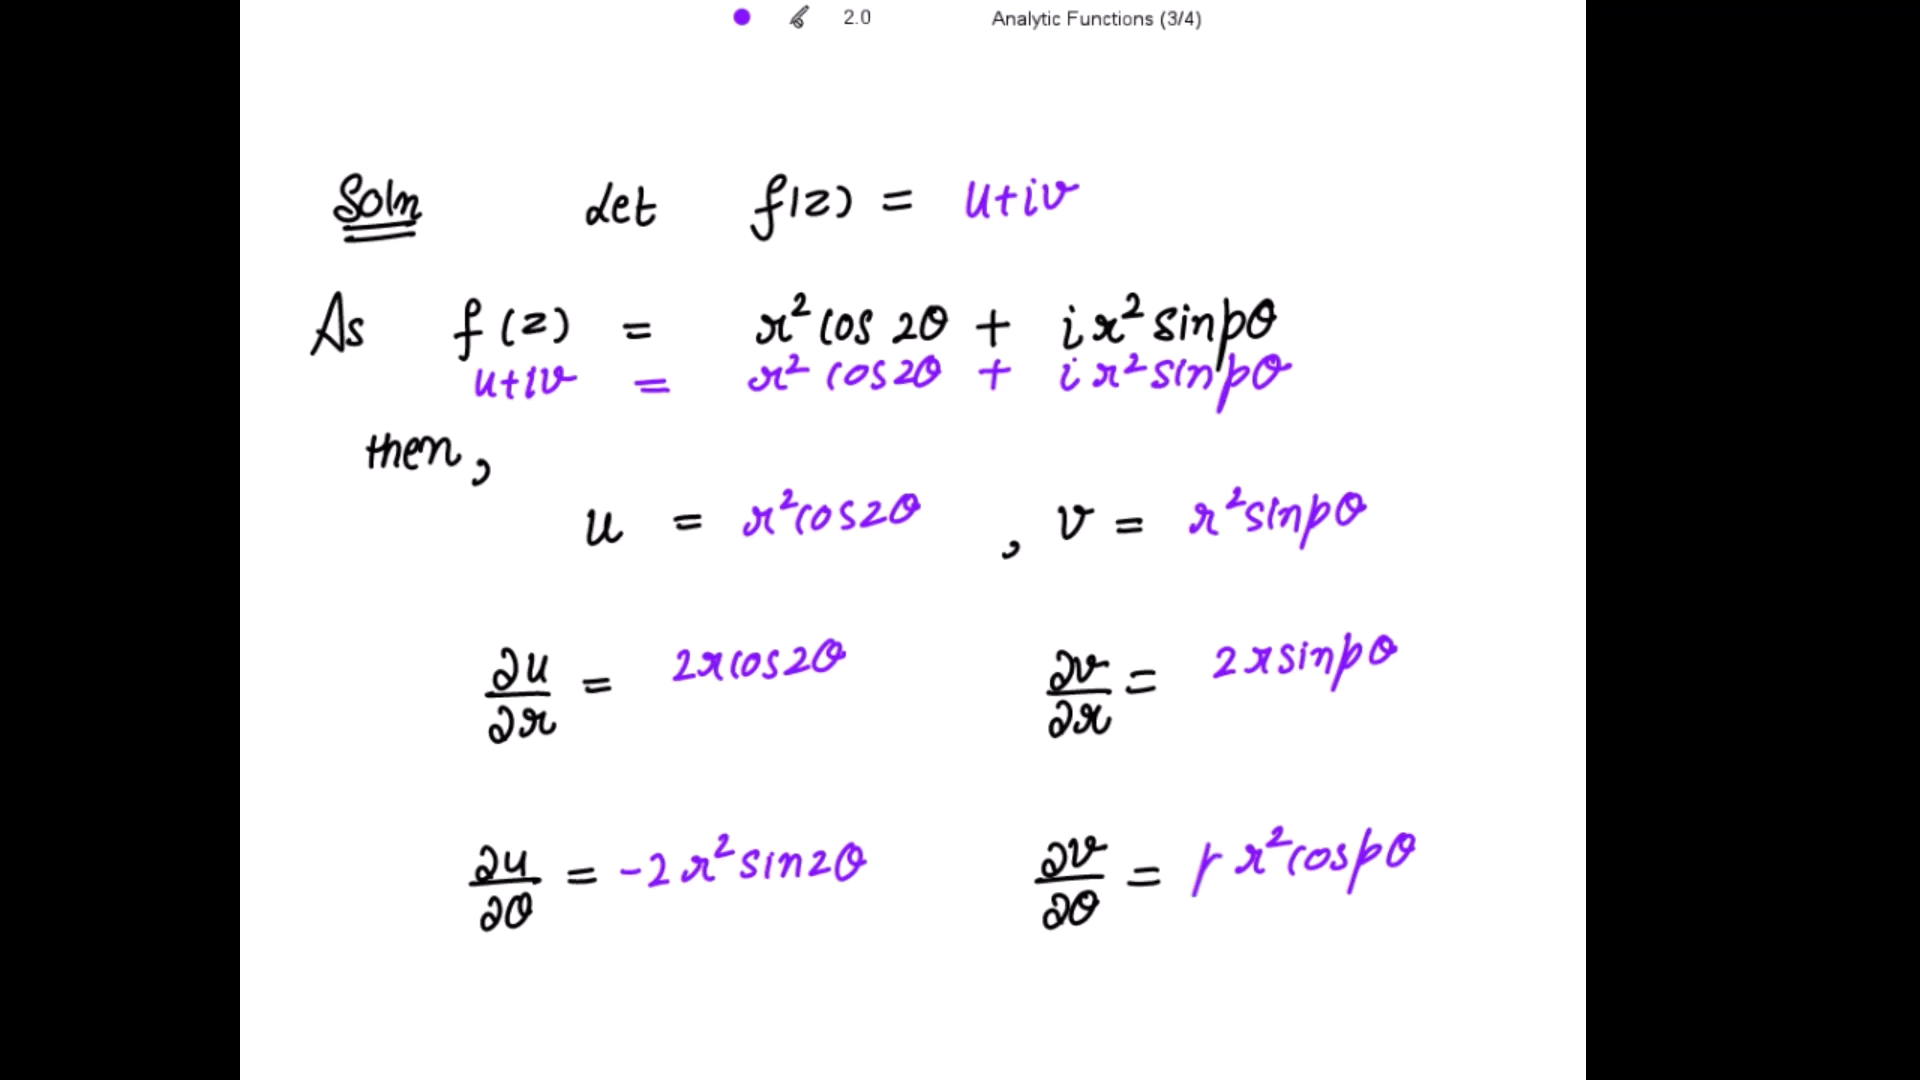 2.0 Analytic Functions (3/4)
Soln Let f(z) = u+iv
As f(z) = r² cos 2θ + i r² sin pθ
u+iv = r² cos2θ + i r² sin pθ
then,
u = r²cos2θ , v = r²sin pθ
∂u/∂r = 2r cos2θ ∂v/∂r = 2r sin pθ
∂u/∂θ = -2r² sin2θ ∂v/∂θ = p r² cos pθ